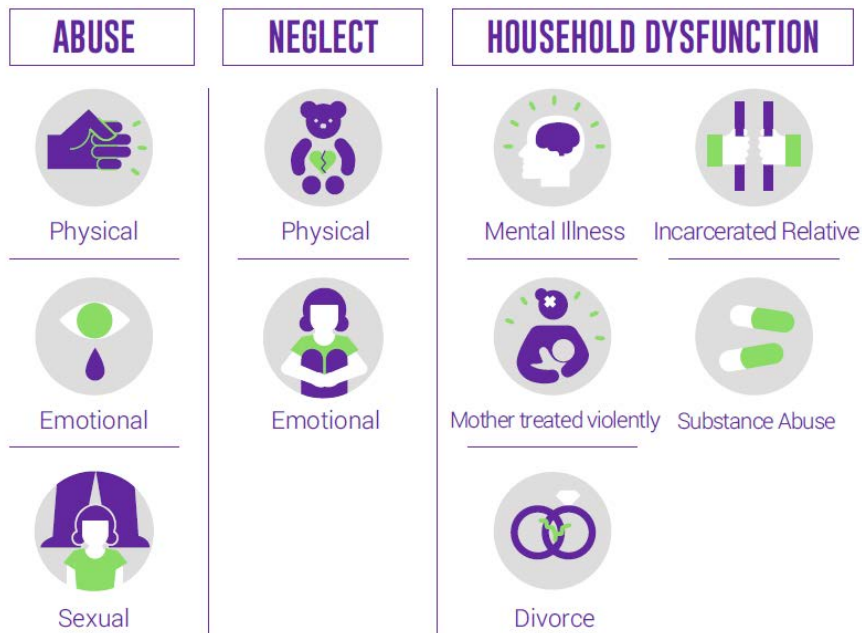 ABUSE
NEGLECT
HOUSEHOLD DYSFUNCTION
Physical
Emotional
Sexual
Physical
Emotional
Mental Illness
Incarcerated Relative
Mother treated violently
Substance Abuse
Divorce